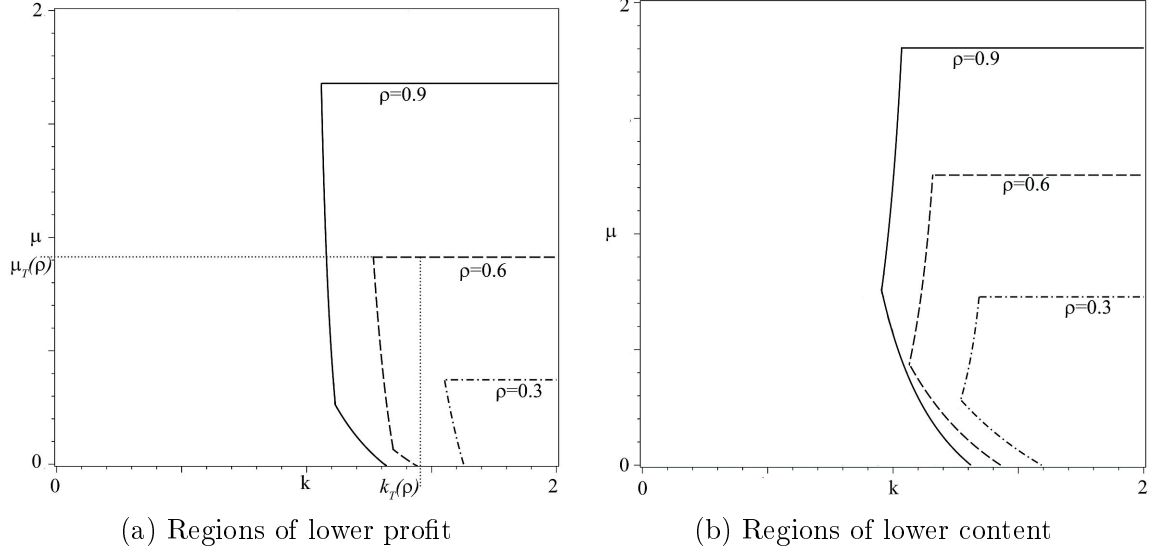 2
ρ=0.9
μ
μ_T(ρ)
ρ=0.6
ρ=0.3
0
0
k
k_T(ρ)
2
(a) Regions of lower profit
2
ρ=0.9
ρ=0.6
μ
ρ=0.3
0
0
k
2
(b) Regions of lower content